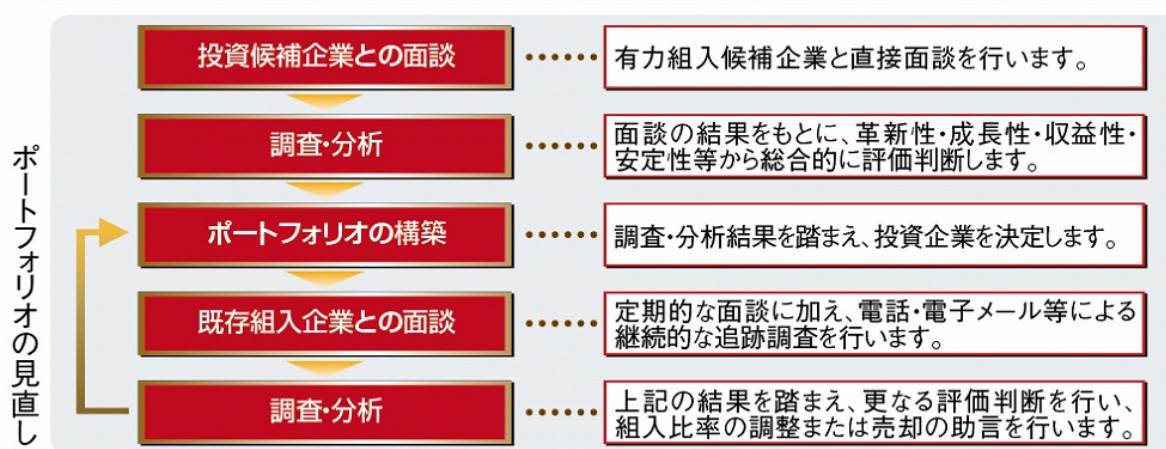 投資候補企業との面談
有力組入候補企業と直接面談を行います。
調査・分析
面談の結果をもとに、革新性・成長性・収益性・
安定性等から総合的に評価判断します。
ポートフォリオの構築
調査・分析結果を踏まえ、投資企業を決定します。
既存組入企業との面談
定期的な面談に加え、電話・電子メール等による
継続的な追跡調査を行います。
調査・分析
上記の結果を踏まえ、更なる評価判断を行い、
組入比率の調整または売却の助言を行います。
ポートフォリオの見直し